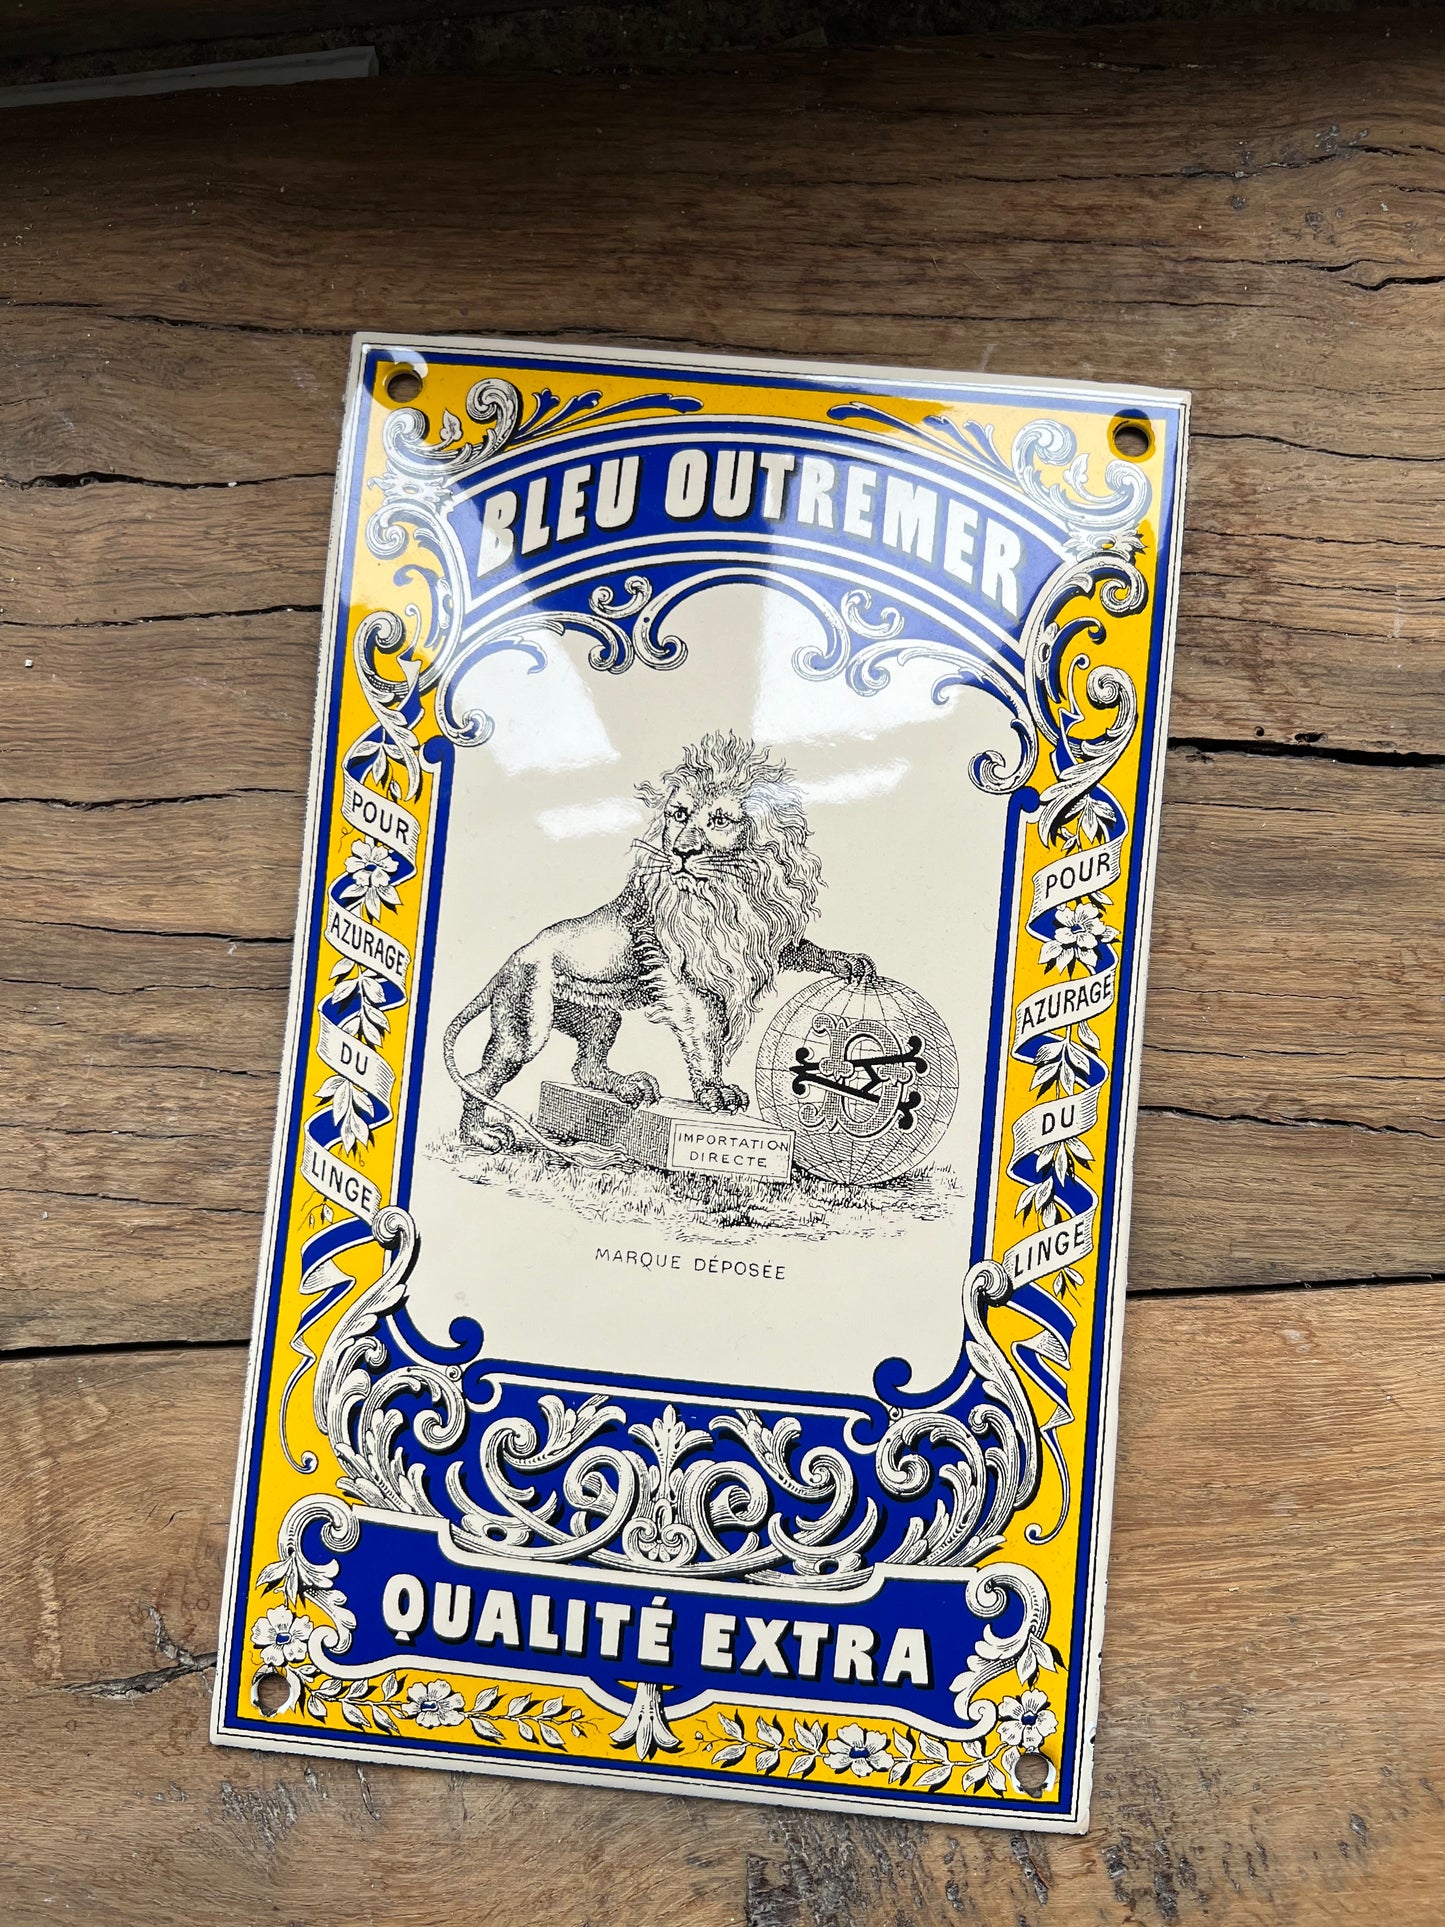 BLEU OUTREMER
POUR
AZURAGE
DU
LINGE
POUR
AZURAGE
DU
LINGE
IMPORTATION
DIRECTE
MARQUE DÉPOSÉE
QUALITÉ EXTRA